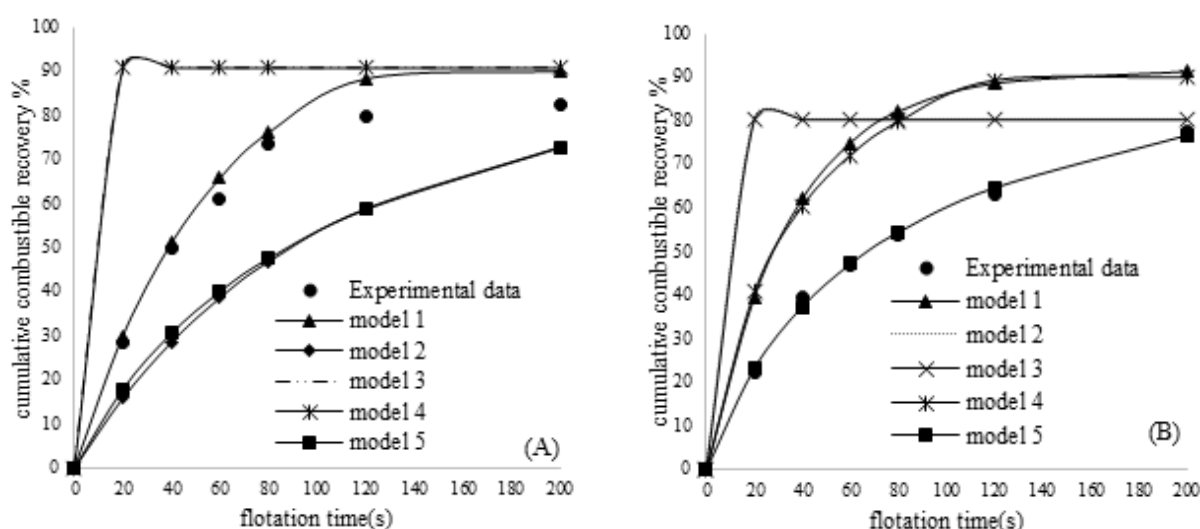 cumulative combustible recovery %
100
90
80
70
60
50
40
30
20
10
0
Experimental data
model 1
model 2
model 3
model 4
model 5
(A)
0 20 40 60 80 100 120 140 160 180 200
flotation time(s)
cumulative combustible recovery %
100
90
80
70
60
50
40
30
20
10
0
Experimental data
model 1
model 2
model 3
model 4
model 5
(B)
0 20 40 60 80 100 120 140 160 180 200
flotation time(s)